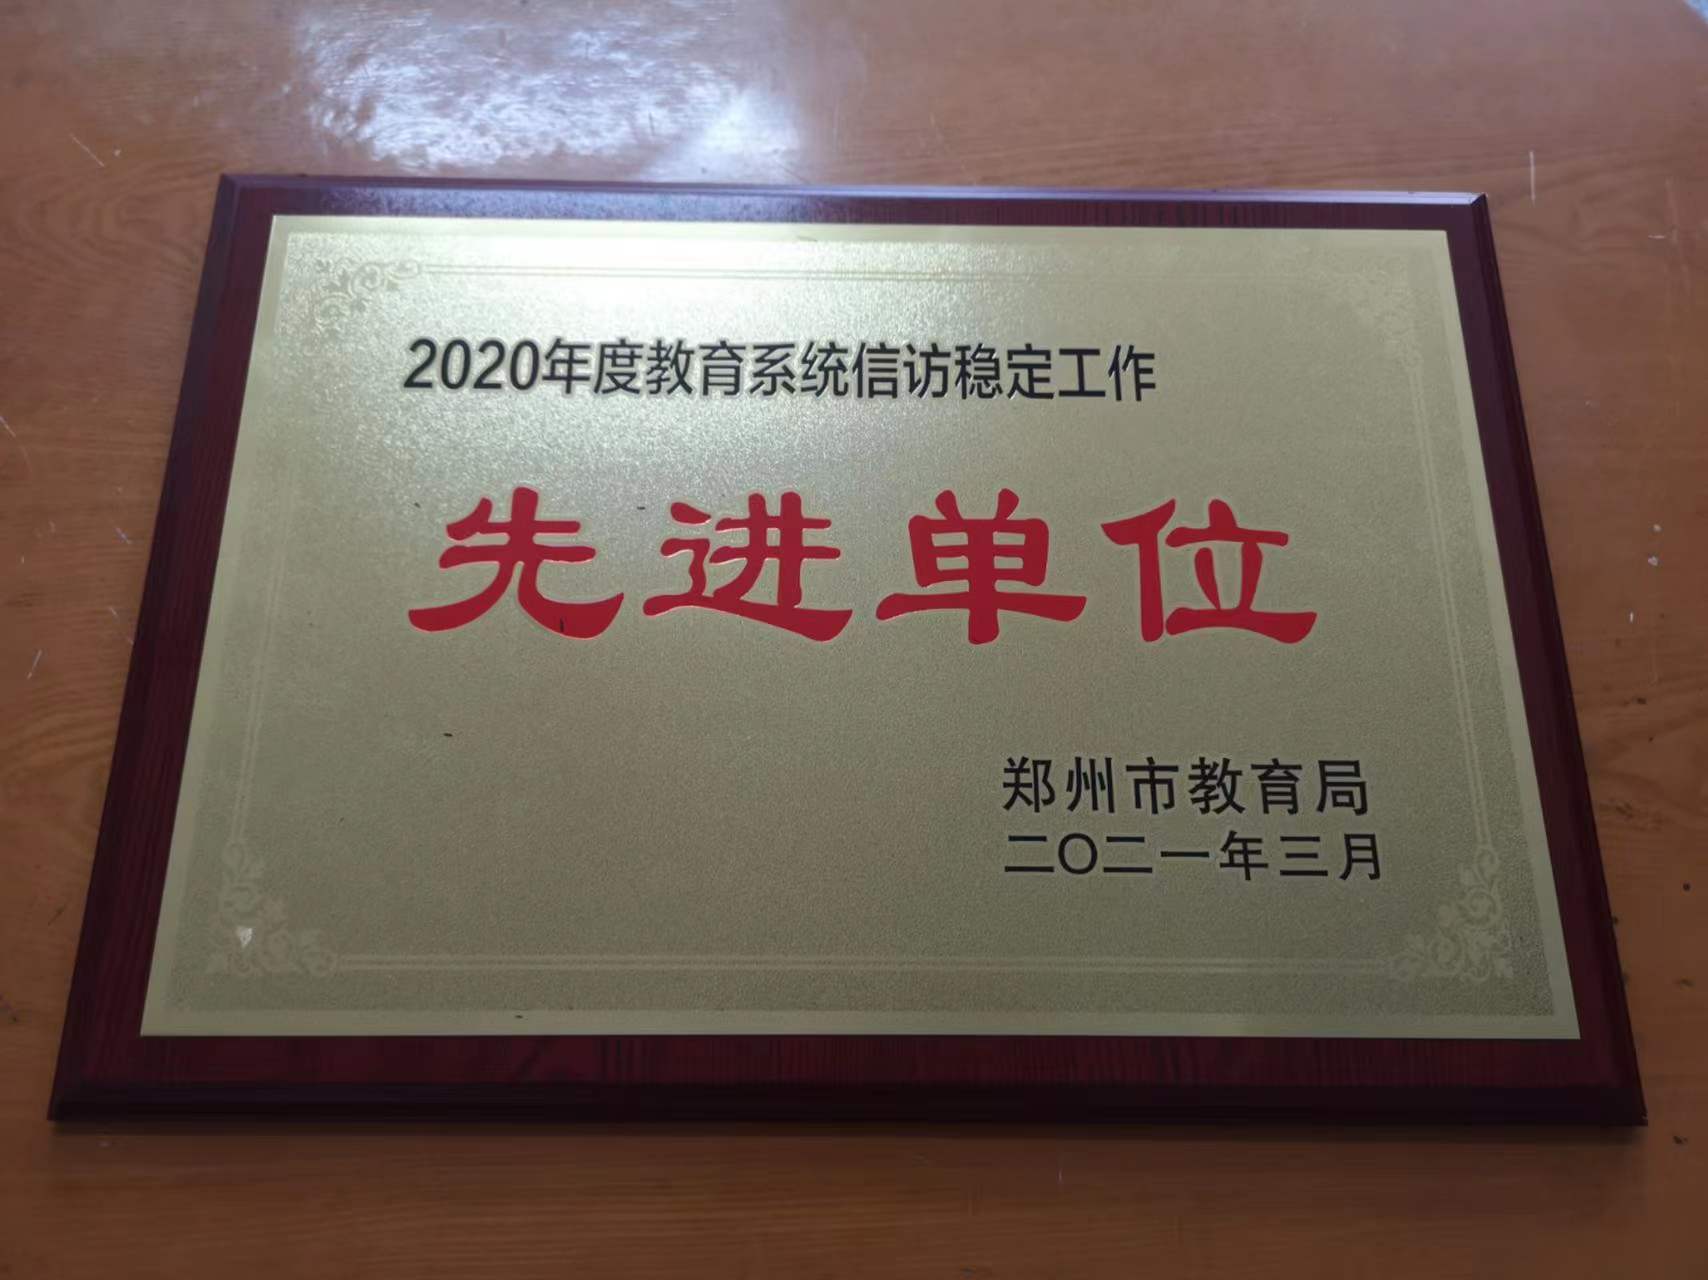 2020年度教育系统信访稳定工作
先进单位
郑州市教育局
二〇二一年三月